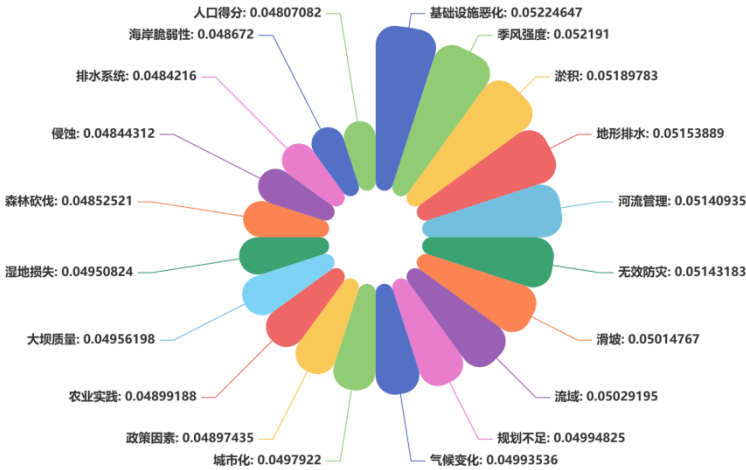 人口得分: 0.04807082
基础设施恶化: 0.05224647
海岸脆弱性: 0.048672
季风强度: 0.052191
排水系统: 0.0484216
淤积: 0.05189783
侵蚀: 0.04844312
地形排水: 0.05153889
森林砍伐: 0.04852521
河流管理: 0.05140935
湿地损失: 0.04950824
无效防灾: 0.05143183
大坝质量: 0.04956198
滑坡: 0.05014767
农业实践: 0.04899188
流域: 0.05029195
政策因素: 0.04897435
规划不足: 0.04994825
城市化: 0.0497922
气候变化: 0.04993536